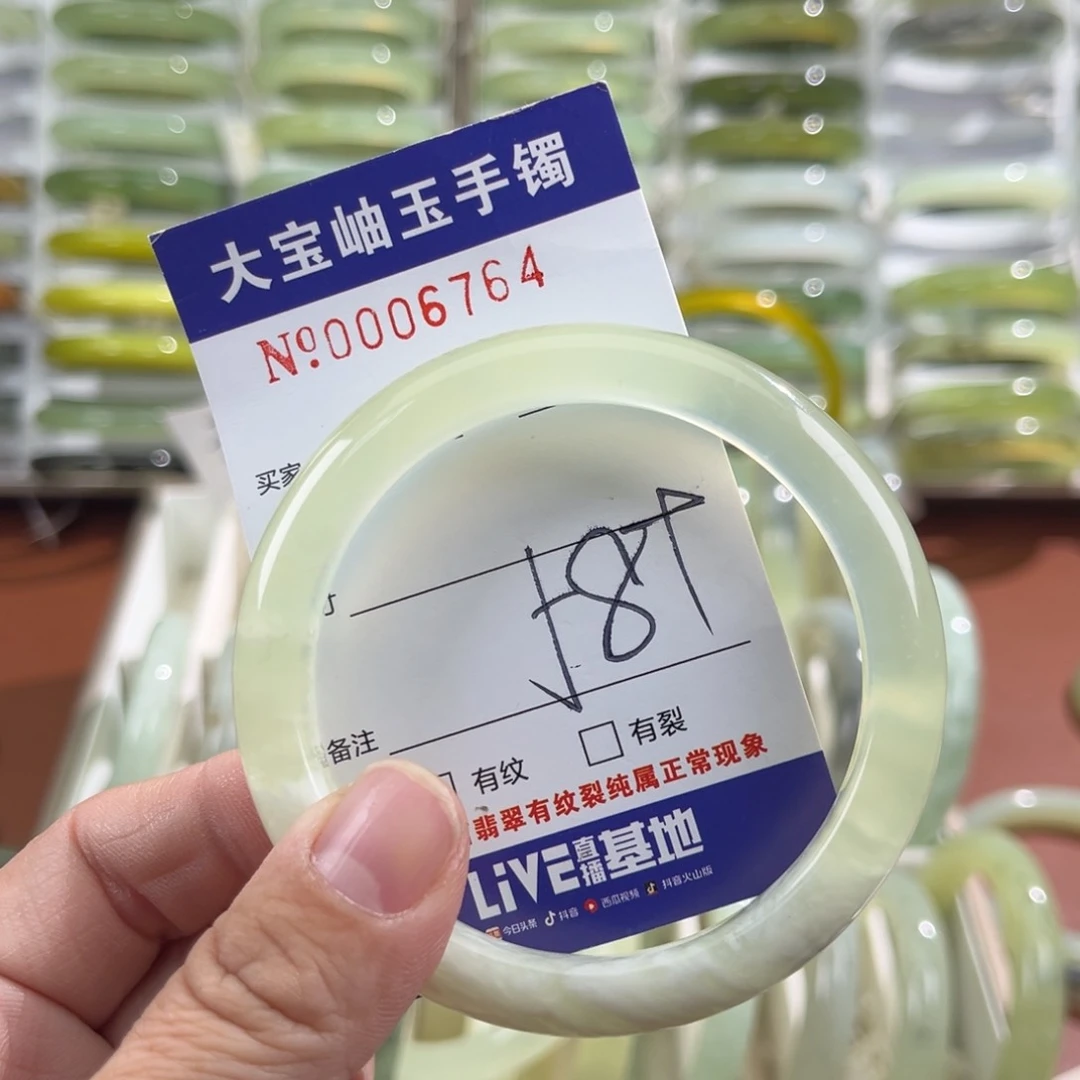 大宝岫玉手镯
Nº:0006764
买家
备注
有纹 有裂
翡翠有纹裂纯属正常现象
LiVE直播基地
今日头条 抖音 西瓜视频 抖音火山版